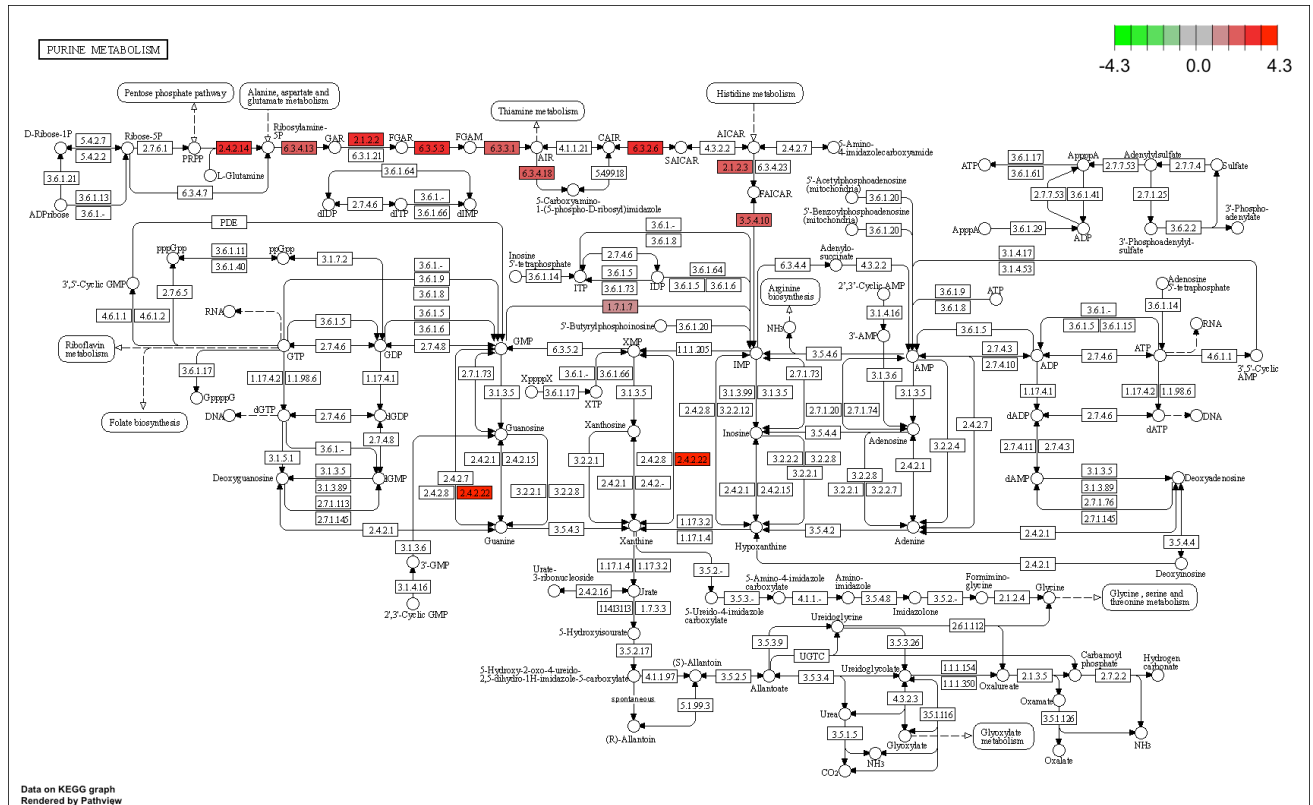 PURINE METABOLISM
-4.3 0.0 4.3
Pentose phosphate pathway
Alanine, aspartate and
glutamate metabolism
Thiamine metabolism
Histidine metabolism
D-Ribose-1P
5.4.2.7
5.4.2.2
Ribose-5P
2.7.6.1
PRPP
2.4.2.14
Ribosylamine-
5P
6.3.4.13
GAR
2.1.2.2
6.3.1.21
FGAR
6.3.5.3
FGAM
6.3.3.1
AIR
4.1.1.21
CAIR
6.3.2.6
SAICAR
4.3.2.2
AICAR
2.4.2.7
5-Amino-
4-imidazolecarboxyamide
L-Glutamine
6.3.4.7
3.6.1.21
3.6.1.13
3.6.1.-
ADPribose
3.6.1.64
dIDP
2.7.4.6
dITP
3.6.1.-
3.6.1.66
dIMP
6.3.4.18
5.4.99.18
5-Carboxyamino-
1-(5-phospho-D-ribosyl)imidazole
2.1.2.3
6.3.4.23
FAICAR
3.5.4.10
5'-Acetylphosphoadenosine
(mitochondria)
3.6.1.20
5'-Benzoylphosphoadenosine
(mitochondria)
3.6.1.20
ATP
3.6.1.17
3.6.1.61
AppppA
2.7.7.53
Adenylylsulfate
2.7.7.4
Sulfate
2.7.7.53
3.6.1.41
2.7.1.25
ApppA
3.6.1.29
ADP
3'-Phosphoadenylyl-
sulfate
3.6.2.2
3'-Phospho-
adenylate
3.1.4.17
3.1.4.53
PDE
pppGpp
3.6.1.11
3.6.1.40
ppGpp
3.1.7.2
3',5'-Cyclic GMP
2.7.6.5
4.6.1.1
4.6.1.2
RNA
Riboflavin
metabolism
3.6.1.-
3.6.1.9
3.6.1.8
3.6.1.5
3.6.1.5
3.6.1.6
GTP
2.7.4.6
GDP
2.7.4.8
GMP
6.3.5.2
XMP
1.1.1.205
IMP
3.6.1.-
3.6.1.8
Inosine
5'-tetraphosphate
3.6.1.14
ITP
2.7.4.6
3.6.1.5
3.6.1.73
IDP
3.6.1.64
3.6.1.5
3.6.1.6
1.7.1.7
5'-Butyrylphosphoinosine
3.6.1.20
6.3.4.4
Adenylo-
succinate
4.3.2.2
Arginine
biosynthesis
NH3
2',3'-Cyclic AMP
3.1.4.16
3'-AMP
3.5.4.6
AMP
3.6.1.9
3.6.1.8
ATP
3.6.1.5
2.7.4.3
2.7.4.10
ADP
3.6.1.-
3.6.1.5
3.6.1.15
2.7.4.6
ATP
Adenosine
5'-tetraphosphate
3.6.1.14
RNA
4.6.1.1
3',5'-Cyclic
AMP
3.6.1.17
GppppG
1.17.4.2
1.1.98.6
1.17.4.1
DNA
dGTP
2.7.4.6
dGDP
Folate biosynthesis
3.1.5.1
3.6.1.-
2.7.4.8
Deoxyguanosine
3.1.3.5
3.1.3.89
2.7.1.113
2.7.1.145
dGMP
2.4.2.1
2.7.1.73
3.1.3.5
XppppX
3.6.1.17
3.6.1.-
3.6.1.66
XTP
3.1.3.5
Guanosine
2.4.2.1
2.4.2.15
2.4.2.7
2.4.2.8
2.4.2.22
3.2.2.1
3.2.2.8
Guanine
3.5.4.3
Xanthosine
3.2.2.1
2.4.2.8
2.4.2.22
2.4.2.1
2.4.2.-
Xanthine
1.17.3.2
1.17.1.4
2.4.2.8
3.1.3.99
3.1.3.5
3.2.2.12
2.7.1.73
Inosine
3.5.4.4
2.7.1.20
2.7.1.74
3.1.3.6
3.1.3.5
Adenosine
3.2.2.4
2.4.2.7
3.2.2.2
3.2.2.8
3.2.2.1
2.4.2.1
2.4.2.15
3.2.2.8
3.2.2.1
3.2.2.7
2.4.2.1
Hypoxanthine
3.5.4.2
Adenine
2.4.2.1
2.4.2.1
1.17.4.1
1.17.4.2
1.1.98.6
dADP
2.7.4.6
dATP
DNA
2.7.4.11
2.7.4.3
dAMP
3.1.3.5
3.1.3.89
2.7.1.76
2.7.1.145
Deoxyadenosine
3.5.4.4
Deoxyinosine
3.1.3.6
3'-GMP
3.1.4.16
2',3'-Cyclic GMP
1.17.1.4
1.17.3.2
Urate-
3-ribonucleoside
2.4.2.16
Urate
1.14.13.113
1.7.3.3
5-Hydroxyisourate
3.5.2.17
5-Hydroxy-2-oxo-4-ureido-
2,5-dihydro-1H-imidazole-5-carboxylate
spontaneous
4.1.1.97
(S)-Allantoin
5.1.99.3
(R)-Allantoin
3.5.2.5
Allantoate
3.5.2.-
5-Ureido-4-imidazole
carboxylate
3.5.3.-
5-Amino-4-imidazole
carboxylate
4.1.1.-
Amino-
imidazole
3.5.4.8
Imidazolone
3.5.2.-
Formimino-
glycine
2.1.2.4
Glycine
Glycine , serine and
threonine metabolism
Ureidoglycine
2.6.1.112
3.5.3.9
3.5.3.26
UGTC
3.5.3.4
Ureidoglycolate
1.1.1.154
1.1.1.350
Oxalureate
2.1.3.5
Carbamoyl
phosphate
2.7.2.2
Hydrogen
carbonate
4.3.2.3
3.5.1.116
Urea
3.5.1.5
NH3
CO2
Glyoxylate
Glyoxylate
metabolism
Oxamate
3.5.1.126
Oxalate
NH3
Data on KEGG graph
Rendered by Pathview